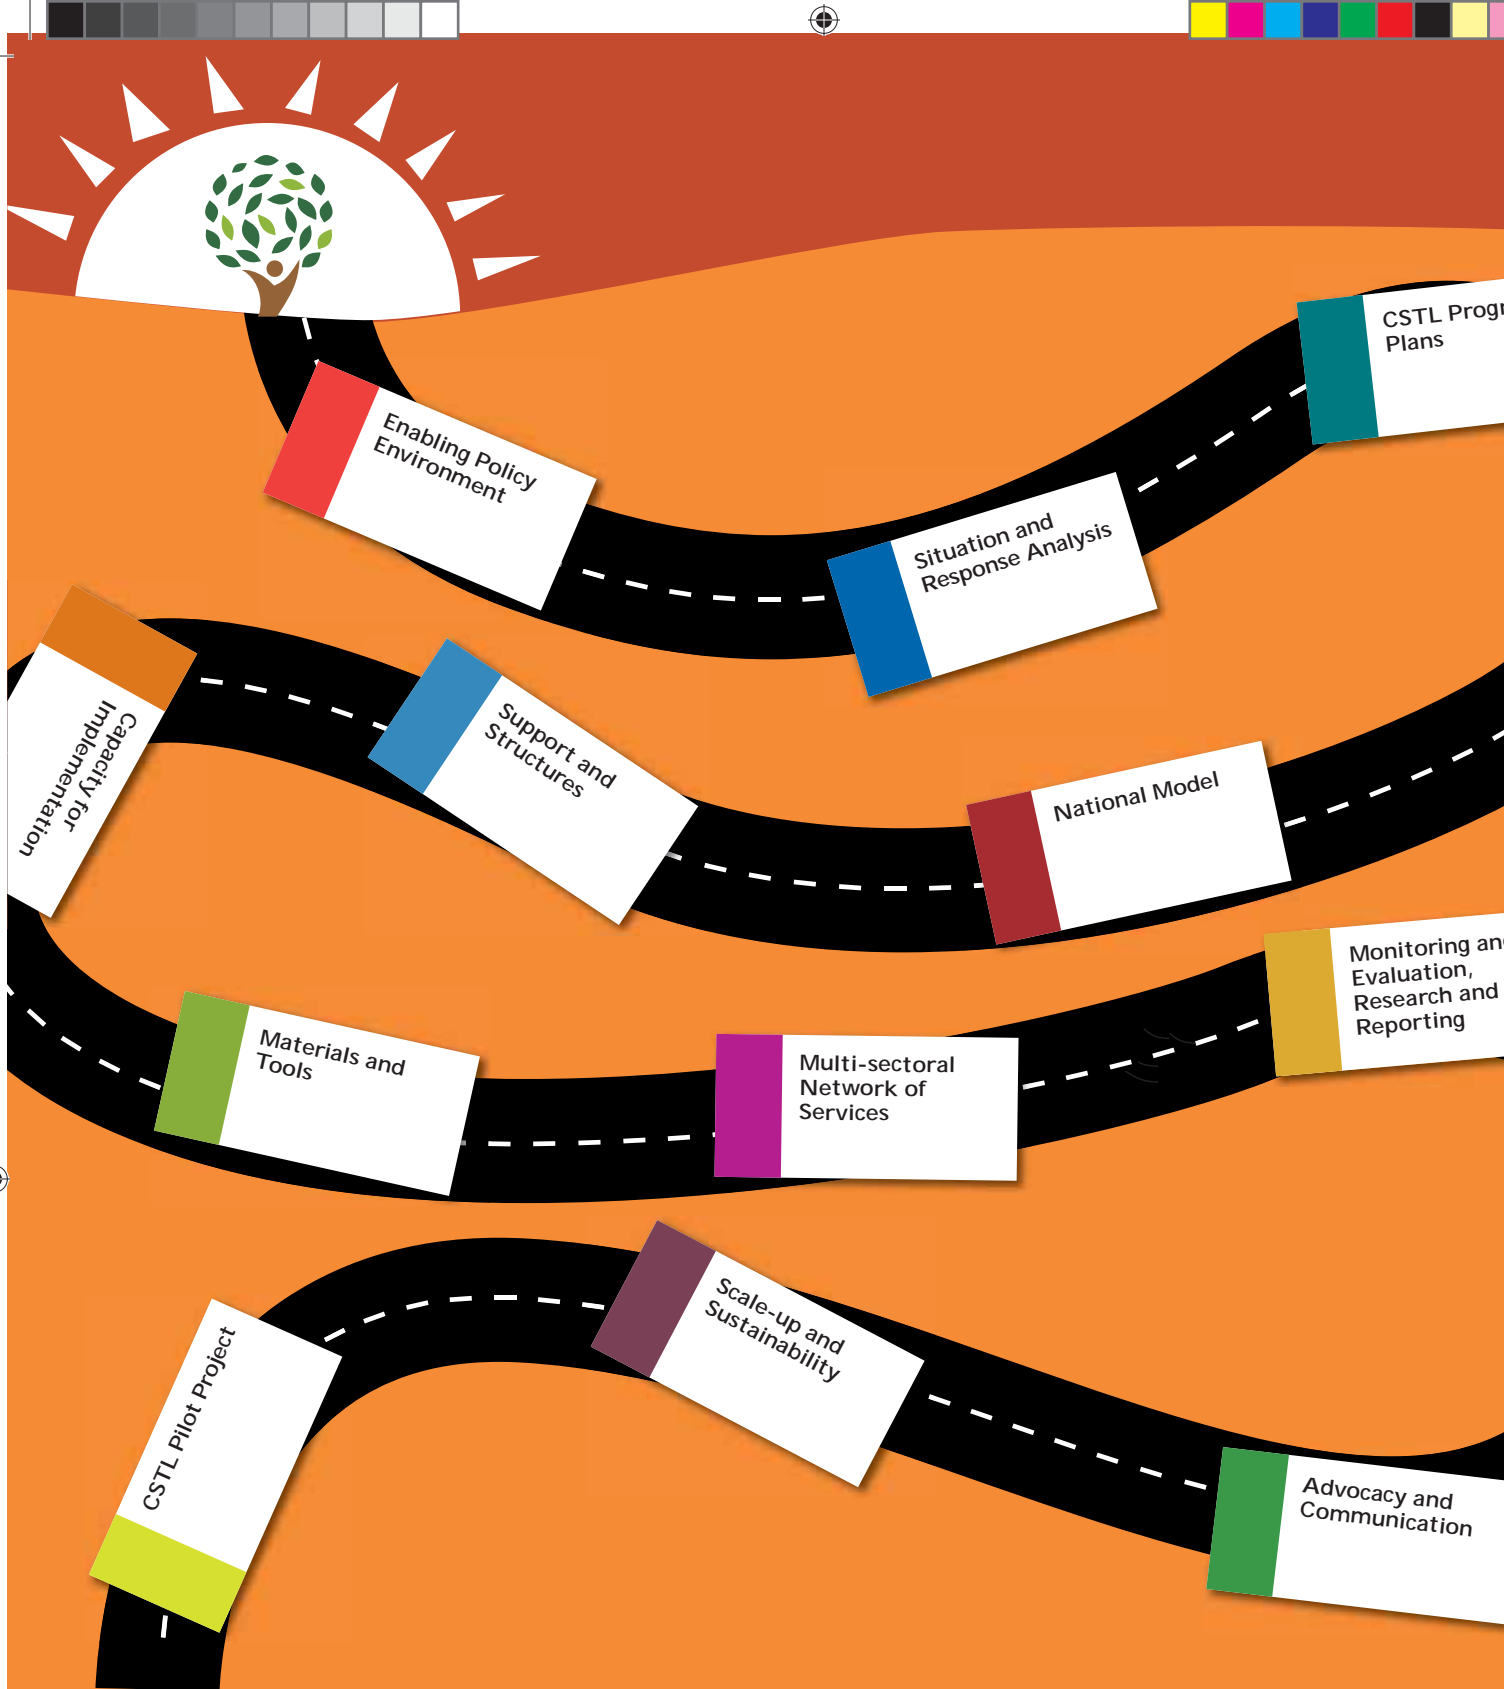 CSTL
Plans
Enabling Policy
Environment
Situation and
Response Analysis
Capacity for
Implementation
Support and
Structures
National Model
Monitoring
Evaluation,
Research and
Reporting
Materials and
Tools
Multi-sectoral
Network of
Services
Scale-up and
Sustainability
CSTL Pilot Project
Advocacy and
Communication